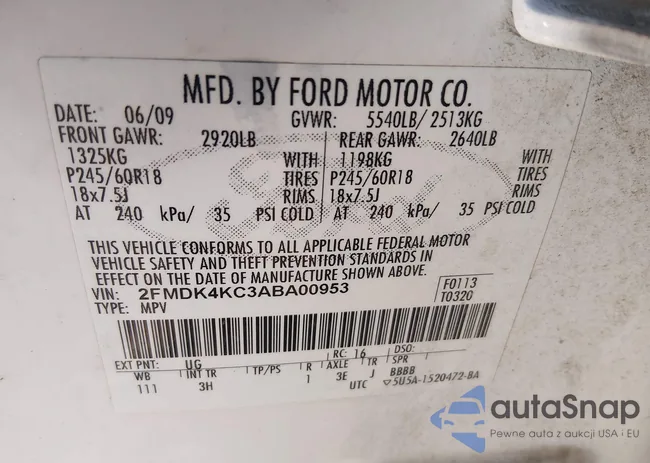 MFD. BY FORD MOTOR CO.
DATE: 06/09 GVWR: 5540LB/ 2513KG
FRONT GAWR: 2920LB REAR GAWR: 2640LB
1325KG WITH 1198KG WITH
P245/60R18 TIRES P245/60R18 TIRES
18x7.5J RIMS 18x7.5J RIMS
AT 240 kPa/ 35 PSI COLD AT 240 kPa/ 35 PSI COLD
Ford
THIS VEHICLE CONFORMS TO ALL APPLICABLE FEDERAL MOTOR
VEHICLE SAFETY AND THEFT PREVENTION STANDARDS IN
EFFECT ON THE DATE OF MANUFACTURE SHOWN ABOVE.
VIN: 2FMDK4KC3ABA00953 F0113
TYPE: MPV T0320
EXT PNT: UG RC: 16 DSO:
WB INT TR TP/PS R AXLE TR SPR
111 3H 1 3E J BBBB
UTC ▽5U5A-1520472-BA
autaSnap
Pewne auta z aukcji USA i EU